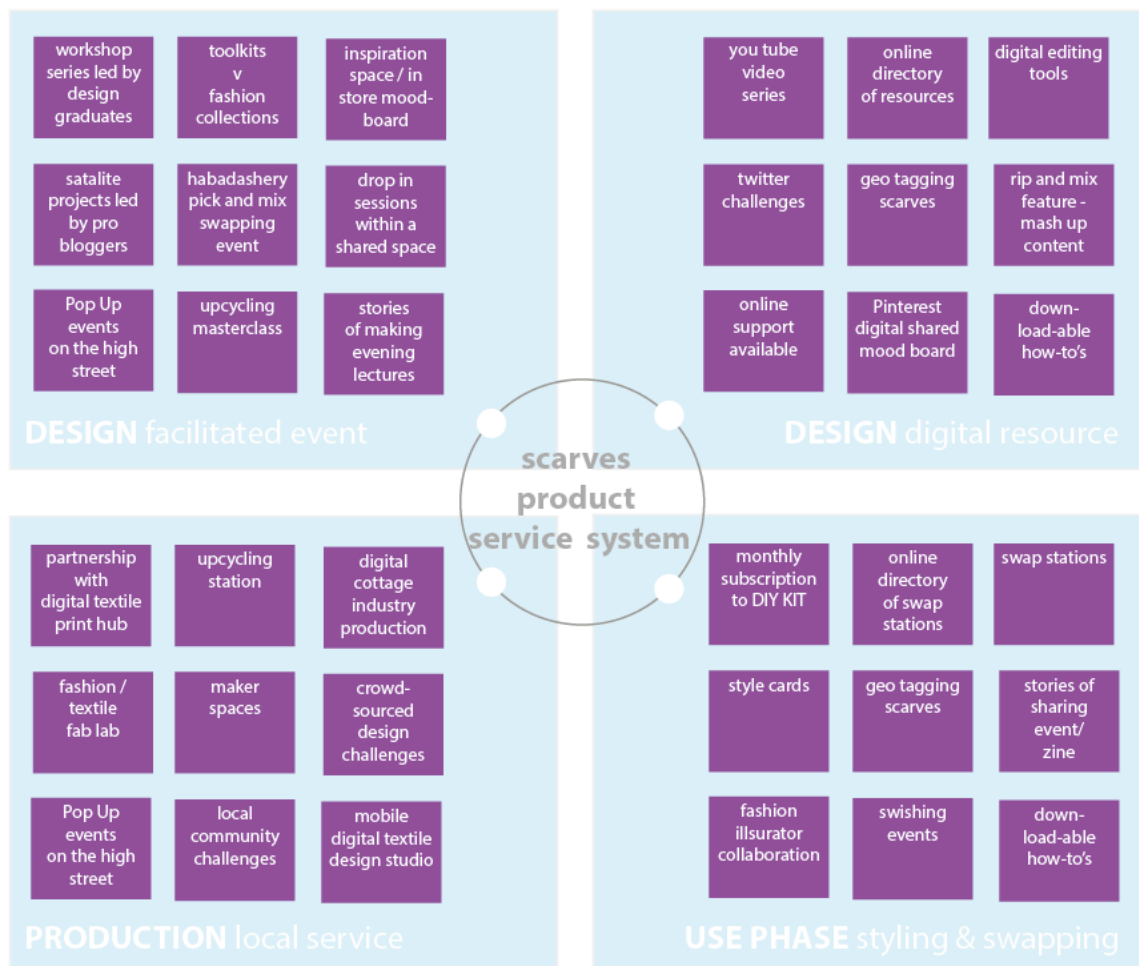 workshop
series led by
design
graduates
toolkits
v
fashion
collections
inspiration
space / in
store mood-
board
satalite
projects led
by pro
bloggers
habadashery
pick and mix
swapping
event
drop in
sessions
within a
shared space
Pop Up
events
on the high
street
upcycling
masterclass
stories
of making
evening
lectures
DESIGN facilitated event
you tube
video
series
online
directory
of resources
digital editing
tools
twitter
challenges
geo tagging
scarves
rip and mix
feature -
mash up
content
online
support
available
Pinterest
digital shared
mood board
down-
load-able
how-to's
DESIGN digital resource
scarves
product
service system
partnership
with
digital textile
print hub
upcycling
station
digital
cottage
industry
production
fashion /
textile
fab lab
maker
spaces
crowd-
sourced
design
challenges
Pop Up
events
on the high
street
local
community
challenges
mobile
digital textile
design studio
PRODUCTION local service
monthly
subscription
to DIY KIT
online
directory
of swap
stations
swap stations
style cards
geo tagging
scarves
stories of
sharing
event/
zine
fashion
illsurator
collaboration
swishing
events
down-
load-able
how-to's
USE PHASE styling & swapping